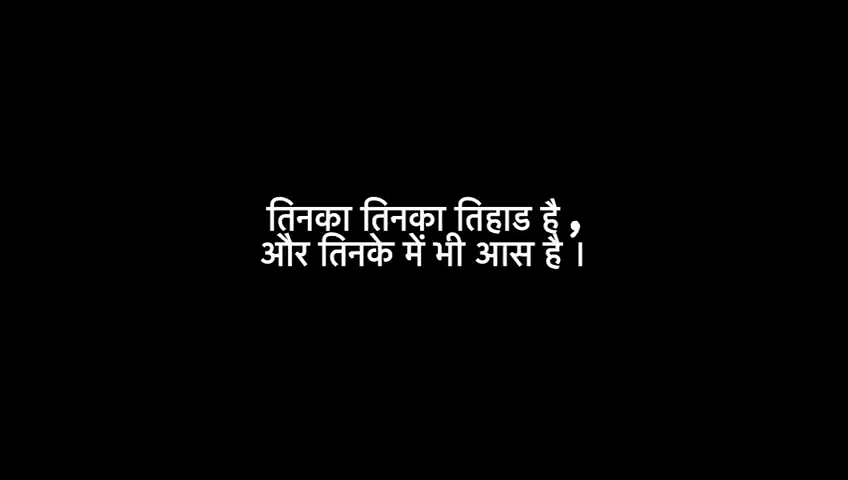 तिनका तिनका तिहाड है ,
और तिनके में भी आस है ।